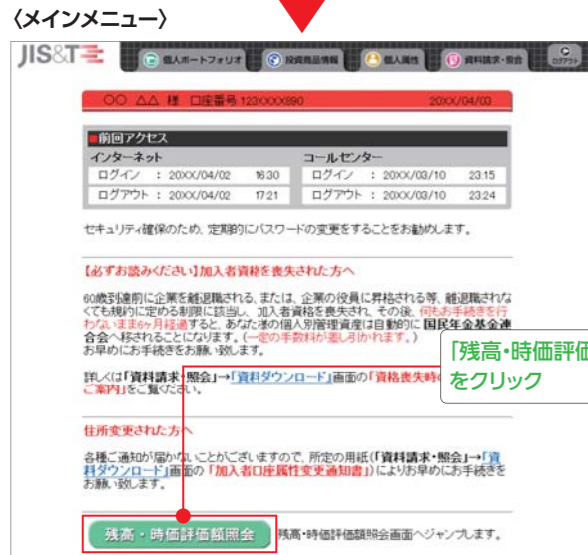 〈メインメニュー〉
JIS&T
個人ポートフォリオ 投資商品情報 個人属性 資料請求・照会 ログアウト
○○ △△ 様 口座番号 123○○○○890 20XX/04/03
■前回アクセス
インターネット コールセンター
ログイン : 20XX/04/02 16:30 ログイン : 20XX/03/10 23:15
ログアウト : 20XX/04/02 17:21 ログアウト : 20XX/03/10 23:24
セキュリティ確保のため、定期的にパスワードの変更をすることをお勧めします。
【必ずお読みください】加入者資格を喪失された方へ
60歳到達前に企業を離退職される、または、企業の役員に昇格される等、離退職されな
くても規約に定める制限に該当し、加入者資格を喪失され、その後、何もお手続きを行
わないまま6ヶ月経過すると、あなた様の個人別管理資産は自動的に国民年金基金連
合会へ移されることになります。(一定の手数料が差し引かれます。)
お早めにお手続きをお願い致します。
「残高・時価評価
をクリック
詳しくは「資料請求・照会」→「資料ダウンロード」画面の「資格喪失時の
ご案内」をご覧ください。
住所変更された方へ
各種ご通知が届かないことがございますので、所定の用紙(「資料請求・照会」→「資
料ダウンロード」画面の「加入者口座属性変更通知書」)によりお早めにお手続きを
お願い致します。
残高・時価評価額照会 残高・時価評価額照会画面へジャンプします。